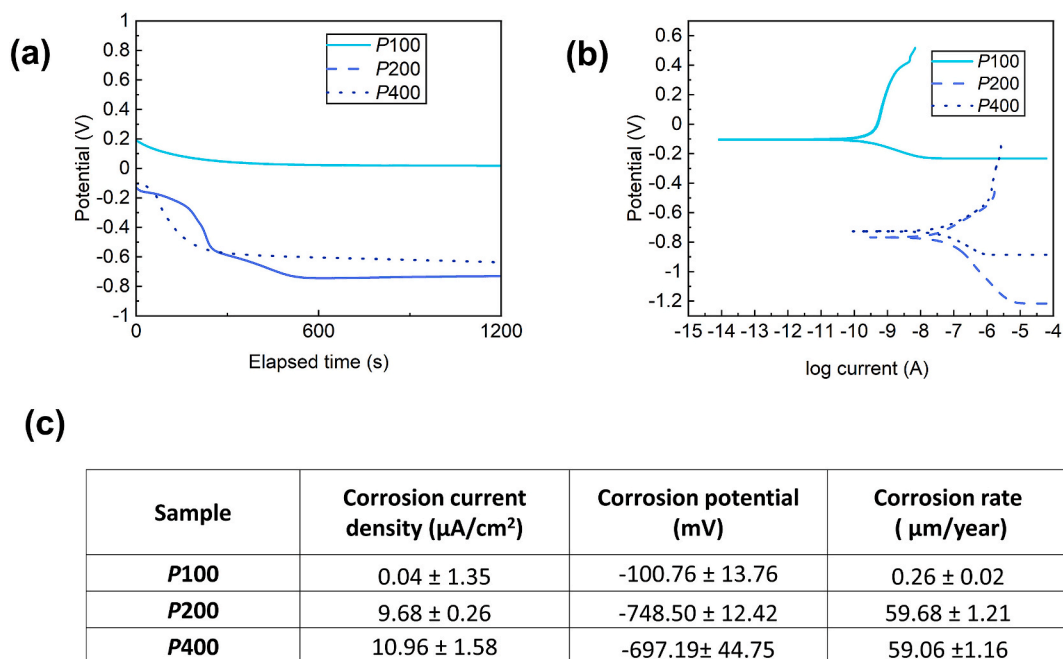 (a)
1
0.8
0.6
0.4
0.2
0
-0.2
-0.4
-0.6
-0.8
-1
Potential (V)
P100
P200
P400
0 600 1200
Elapsed time (s)
(b)
0.6
0.4
0.2
0
-0.2
-0.4
-0.6
-0.8
-1
-1.2
Potential (V)
P100
P200
P400
-15 -14 -13 -12 -11 -10 -9 -8 -7 -6 -5 -4
log current (A)
(c)
Sample
Corrosion current
density (µA/cm²)
Corrosion potential
(mV)
Corrosion rate
( µm/year)
P100 0.04 ± 1.35 -100.76 ± 13.76 0.26 ± 0.02
P200 9.68 ± 0.26 -748.50 ± 12.42 59.68 ±1.21
P400 10.96 ± 1.58 -697.19± 44.75 59.06 ±1.16